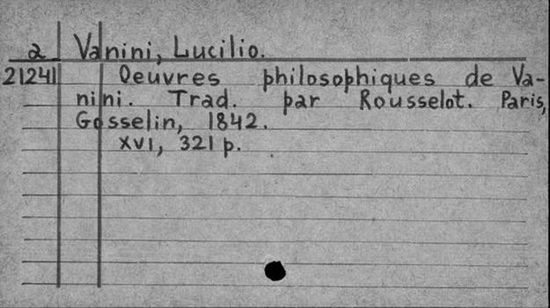 2 Vanini, Lucilio.
21241 Oeuvres philosophiques de Va-
nini. Trad. par Rousselot. Paris,
Gosselin, 1842.
XVI, 321 p.